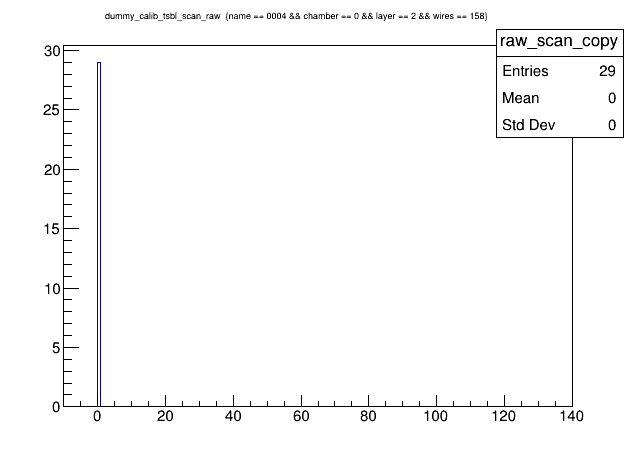 dummy_calib_tsbl_scan_raw (name == 0004 && chamber == 0 && layer == 2 && wires == 158)
raw_scan_copy
Entries 29
Mean 0
Std Dev 0
30
25
20
15
10
5
0
0 20 40 60 80 100 120 140